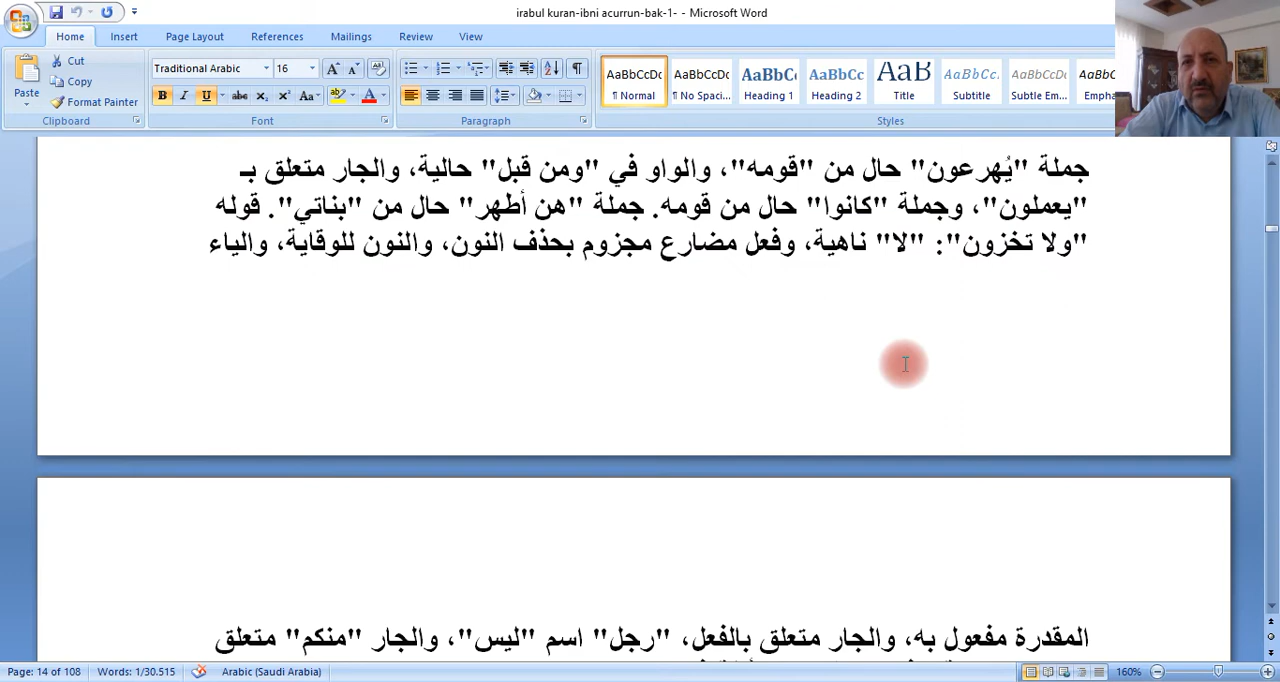 irabul kuran-ibni acurrun-bak-1- - Microsoft Word
Home Insert Page Layout References Mailings Review View
Paste
Cut
Copy
Format Painter
Clipboard
Traditional Arabic 16
Font
Paragraph
AaBbCcDc ¶ Normal
AaBbCcDc ¶ No Spaci...
AaBbC Heading 1
AaBbCc Heading 2
AaB Title
AaBbCc. Subtitle
AaBbCcDc Subtle Em...
AaBbCc Empha
Styles
جملة "يُهرعون" حال من "قومه"، والواو في "ومن قبل" حالية، والجار متعلق بـ
"يعملون"، وجملة "كانوا" حال من قومه. جملة "هن أطهر" حال من "بناتي". قوله
"ولا تخزون": "لا" ناهية، وفعل مضارع مجزوم بحذف النون، والنون للوقاية، والياء
المقدرة مفعول به، والجار متعلق بالفعل، "رجل" اسم "ليس"، والجار "منكم" متعلق
Page: 14 of 108 Words: 1/30.515 Arabic (Saudi Arabia) 160%